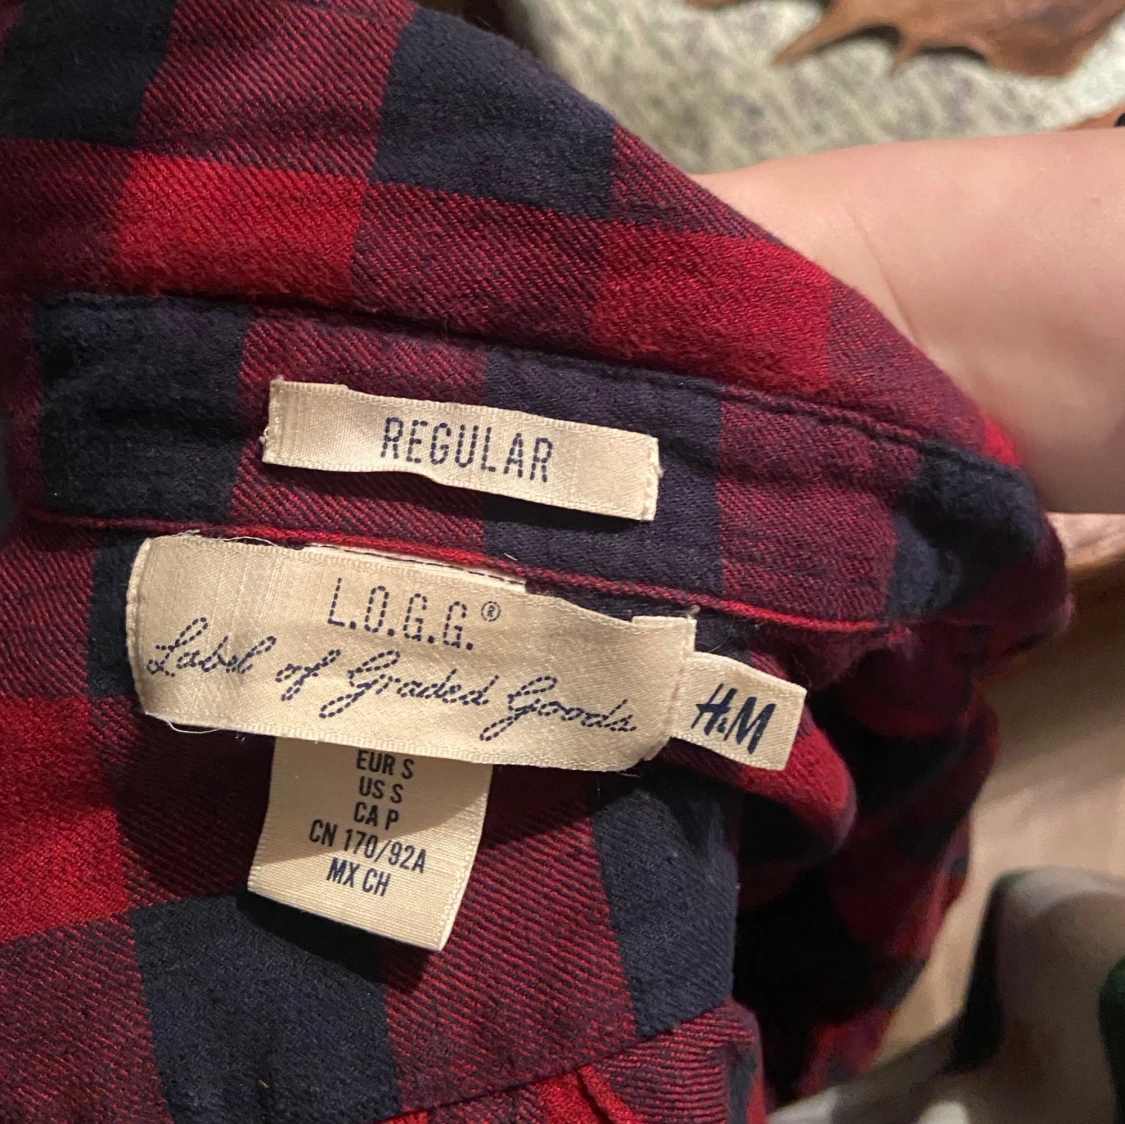 REGULAR
L.O.G.G.®
Label of Graded Goods
H&M
EUR S
US S
CA P
CN 170/92A
MX CH